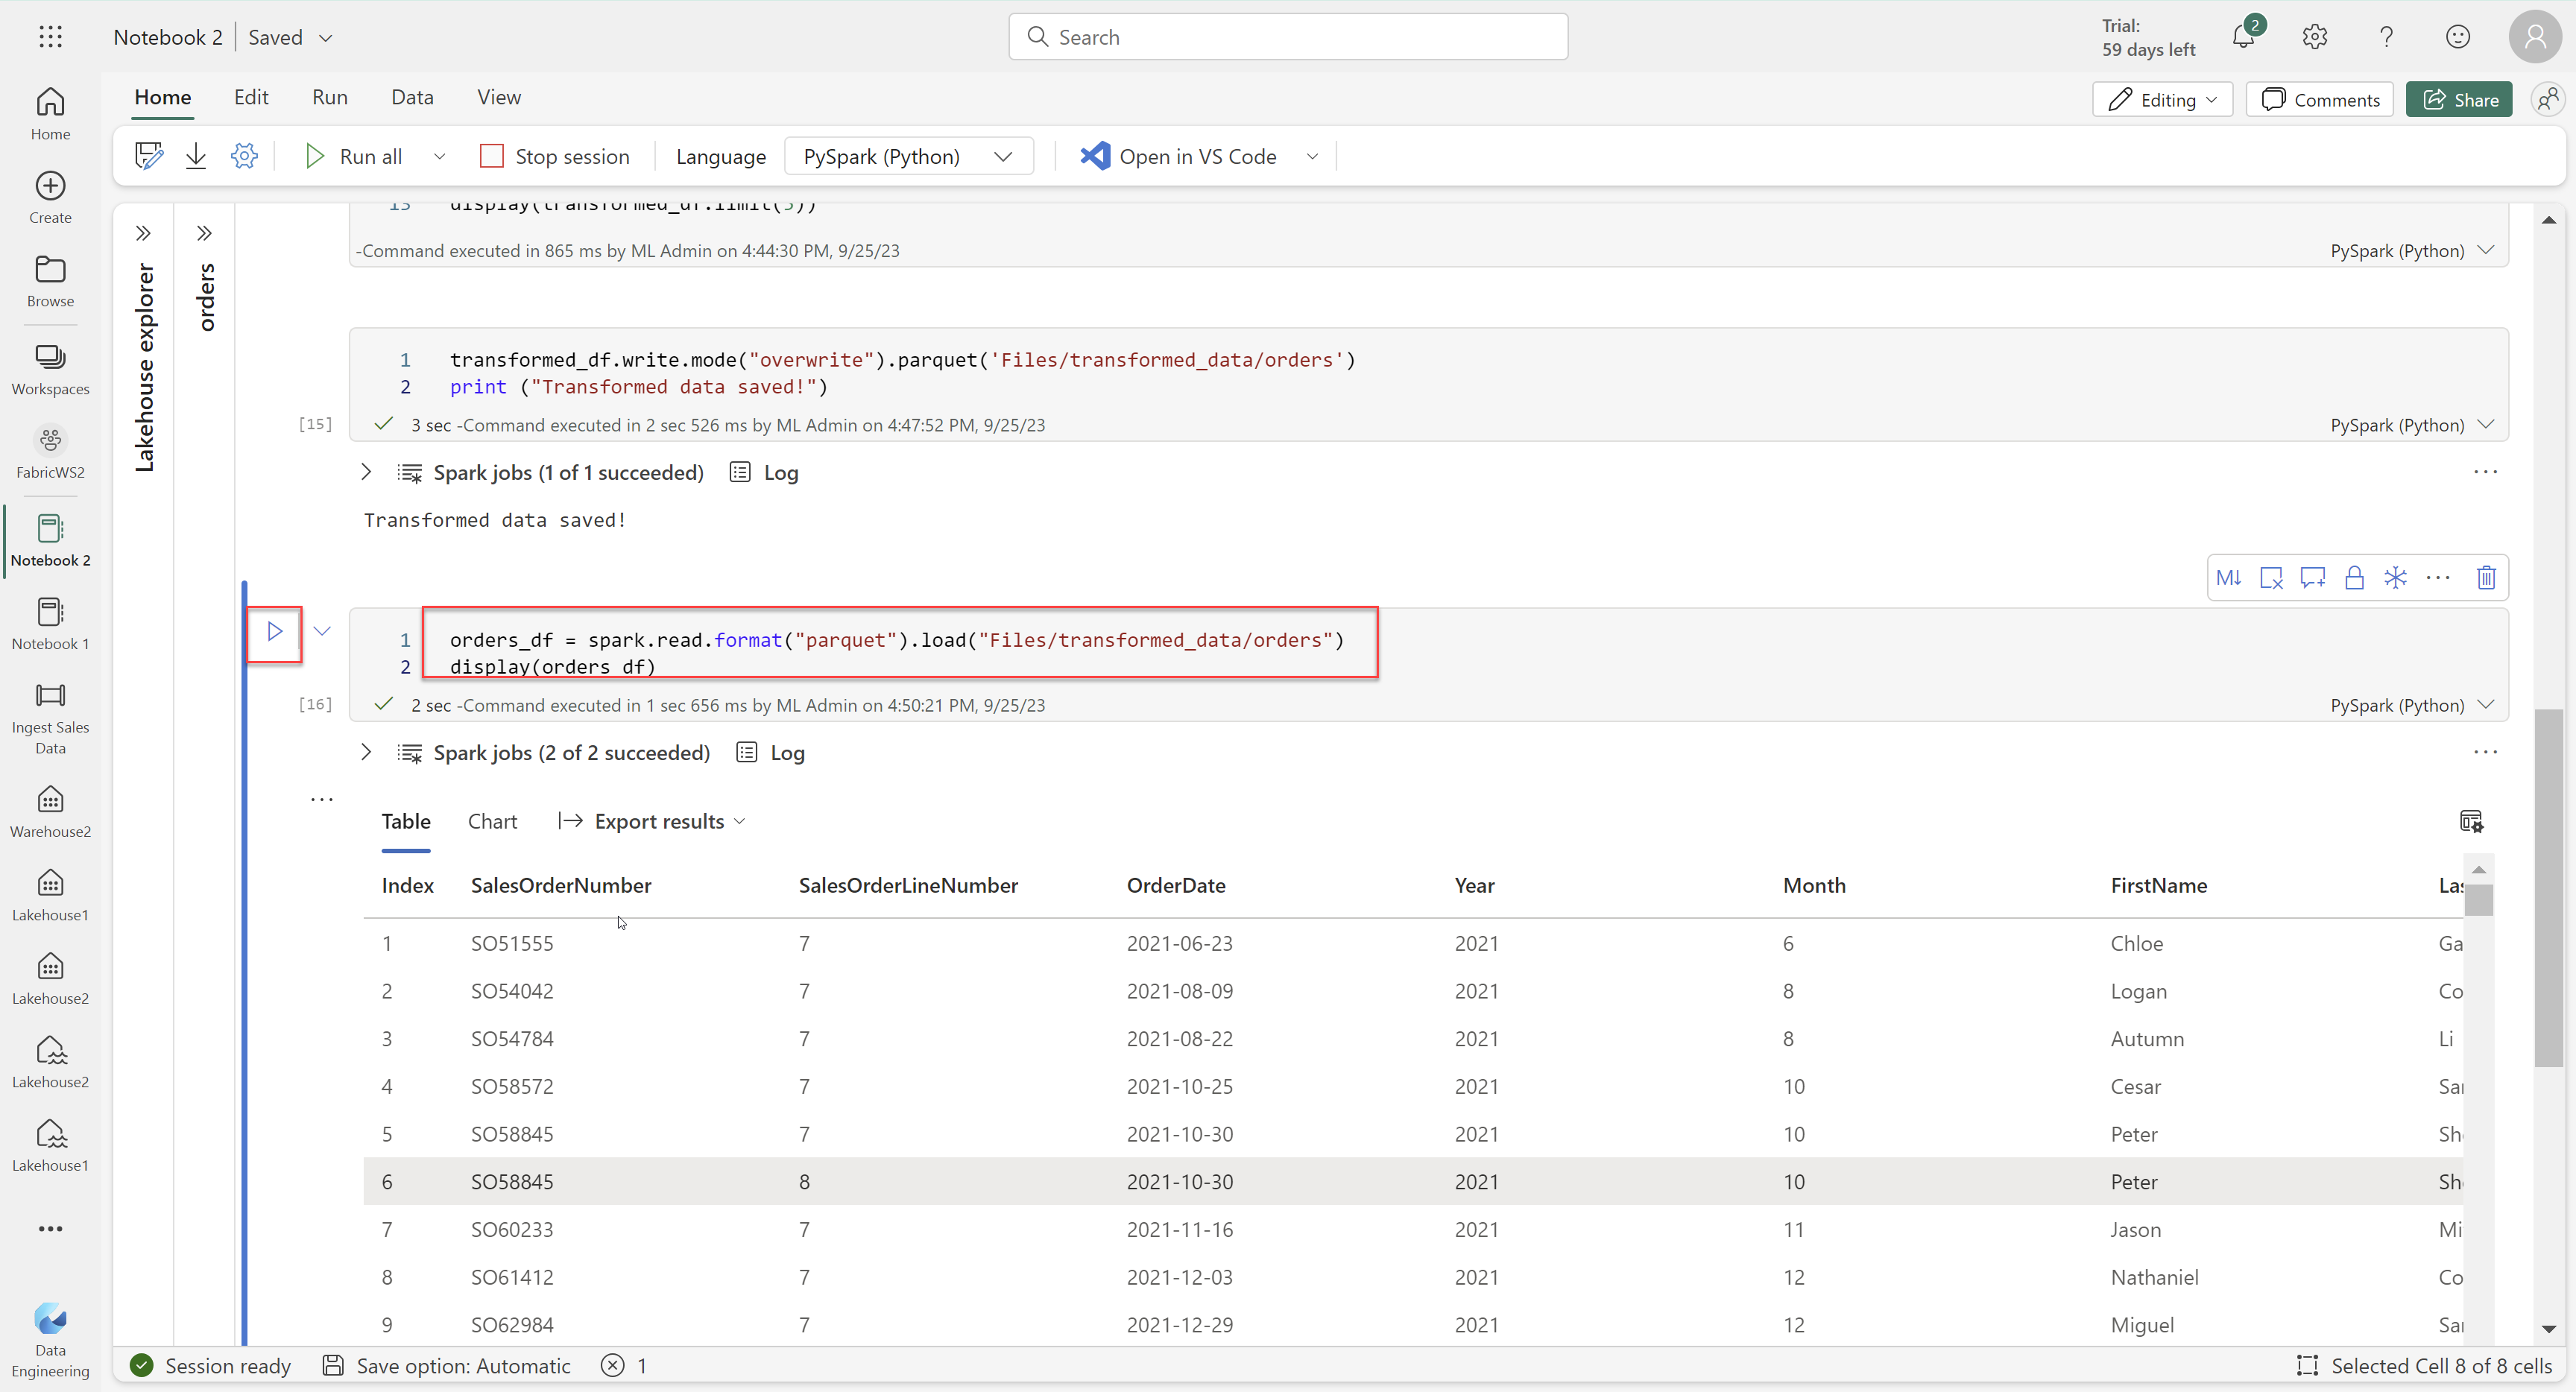 Notebook 2 | Saved
Search
Trial:
59 days left
2
Home Edit Run Data View
Editing Comments Share
Run all Stop session Language PySpark (Python) Open in VS Code
Home
Create
Browse
Workspaces
FabricWS2
Notebook 2
Notebook 1
Ingest Sales
Data
Warehouse2
Lakehouse1
Lakehouse2
Lakehouse2
Lakehouse1
Data
Engineering
Lakehouse explorer
orders
13 display(transformed_df.limit(5))
-Command executed in 865 ms by ML Admin on 4:44:30 PM, 9/25/23 PySpark (Python)
1 transformed_df.write.mode("overwrite").parquet('Files/transformed_data/orders')
2 print ("Transformed data saved!")
[15] 3 sec -Command executed in 2 sec 526 ms by ML Admin on 4:47:52 PM, 9/25/23 PySpark (Python)
Spark jobs (1 of 1 succeeded) Log
Transformed data saved!
M↓
1 orders_df = spark.read.format("parquet").load("Files/transformed_data/orders")
2 display(orders_df)
[16] 2 sec -Command executed in 1 sec 656 ms by ML Admin on 4:50:21 PM, 9/25/23 PySpark (Python)
Spark jobs (2 of 2 succeeded) Log
Table Chart Export results
Index SalesOrderNumber SalesOrderLineNumber OrderDate Year Month FirstName Las
1 SO51555 7 2021-06-23 2021 6 Chloe Ga
2 SO54042 7 2021-08-09 2021 8 Logan Co
3 SO54784 7 2021-08-22 2021 8 Autumn Li
4 SO58572 7 2021-10-25 2021 10 Cesar Sar
5 SO58845 7 2021-10-30 2021 10 Peter Sh
6 SO58845 8 2021-10-30 2021 10 Peter Sh
7 SO60233 7 2021-11-16 2021 11 Jason Mi
8 SO61412 7 2021-12-03 2021 12 Nathaniel Co
9 SO62984 7 2021-12-29 2021 12 Miguel Sar
Session ready Save option: Automatic 1 Selected Cell 8 of 8 cells